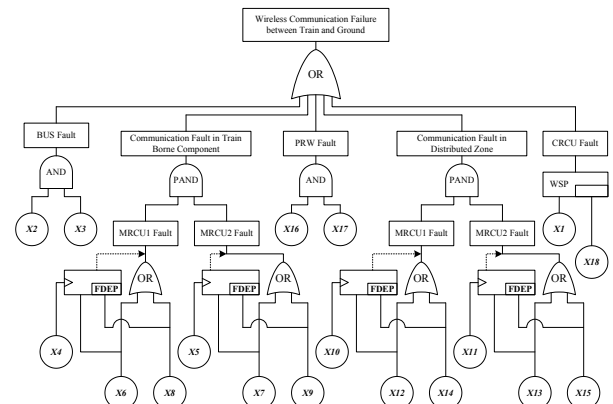 Wireless Communication Failure
between Train and Ground
OR
BUS Fault
Communication Fault in Train
Borne Component
PRW Fault
Communication Fault in
Distributed Zone
CRCU Fault
AND
PAND
AND
PAND
WSP
X2
X3
X16
X17
X1
X18
MRCU1 Fault
MRCU2 Fault
MRCU1 Fault
MRCU2 Fault
OR
OR
OR
OR
FDEP
FDEP
FDEP
FDEP
X4
X5
X10
X11
X6
X8
X7
X9
X12
X14
X13
X15